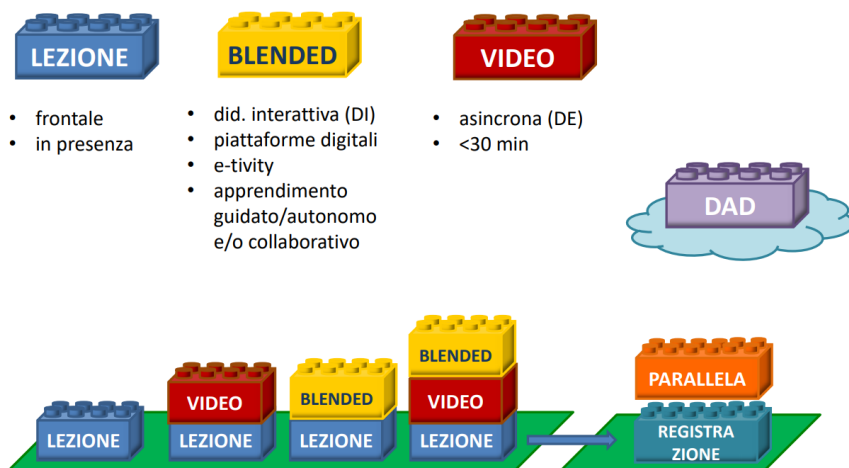 LEZIONE
BLENDED
VIDEO
• frontale
• in presenza
• did. interattiva (DI)
• piattaforme digitali
• e-tivity
• apprendimento
guidato/autonomo
e/o collaborativo
• asincrona (DE)
• <30 min
DAD
LEZIONE
VIDEO
LEZIONE
BLENDED
LEZIONE
BLENDED
VIDEO
LEZIONE
PARALLELA
REGISTRA
ZIONE